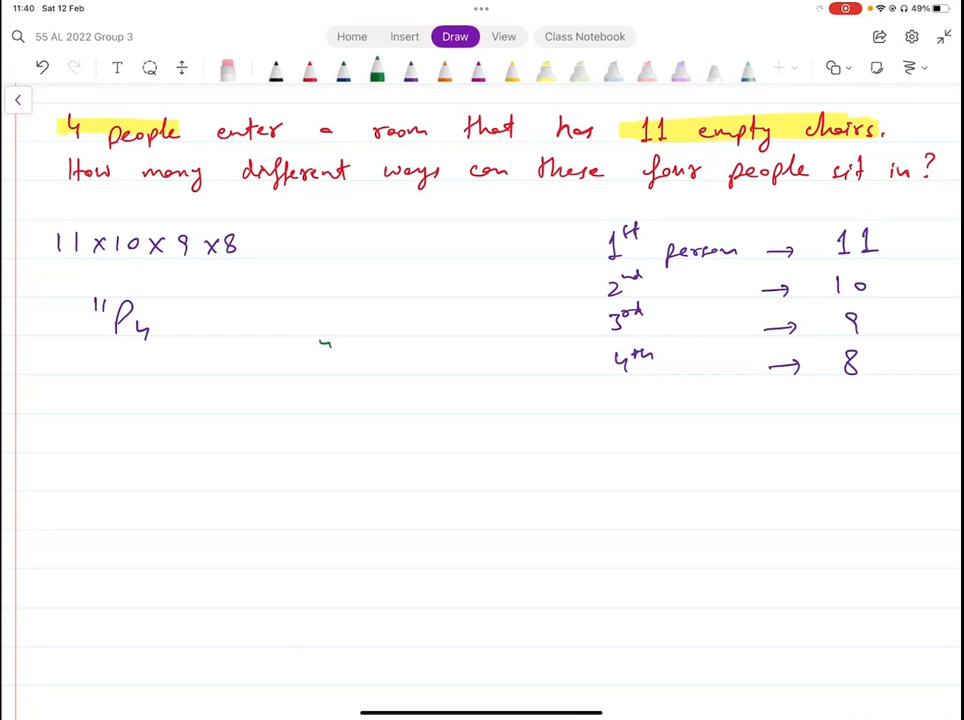 11:40 Sat 12 Feb
49%
55 AL 2022 Group 3
Home Insert Draw View Class Notebook
T
4 people enter a room that has 11 empty chairs.
How many different ways can these four people sit in?
11 x 10 x 9 x 8
¹¹P₄
1st person → 11
2nd → 10
3rd → 9
4th → 8